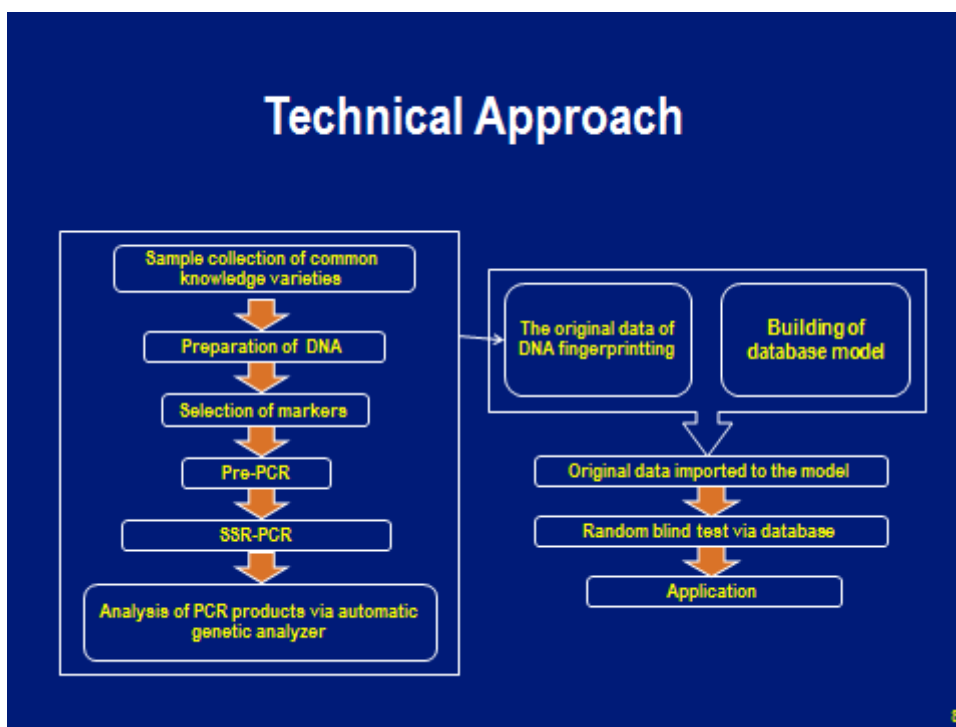 Technical Approach
Sample collection of common
knowledge varieties
Preparation of DNA
Selection of markers
Pre-PCR
SSR-PCR
Analysis of PCR products via automatic
genetic analyzer
The original data of
DNA fingerprintting
Building of
database model
Original data imported to the model
Random blind test via database
Application